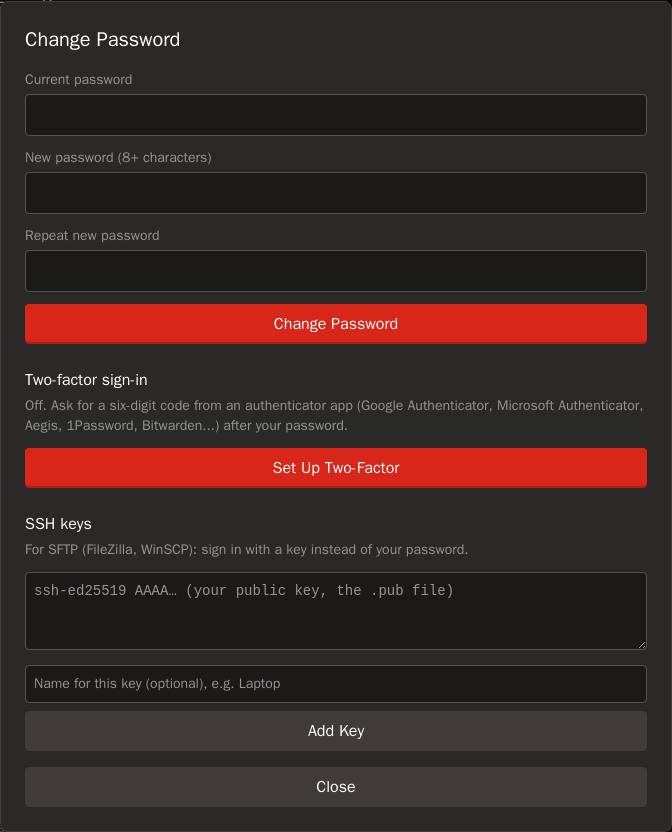 Change Password
Current password
New password (8+ characters)
Repeat new password
Change Password
Two-factor sign-in
Off. Ask for a six-digit code from an authenticator app (Google Authenticator, Microsoft Authenticator,
Aegis, 1Password, Bitwarden...) after your password.
Set Up Two-Factor
SSH keys
For SFTP (FileZilla, WinSCP): sign in with a key instead of your password.
ssh-ed25519 AAAA… (your public key, the .pub file)
Name for this key (optional), e.g. Laptop
Add Key
Close